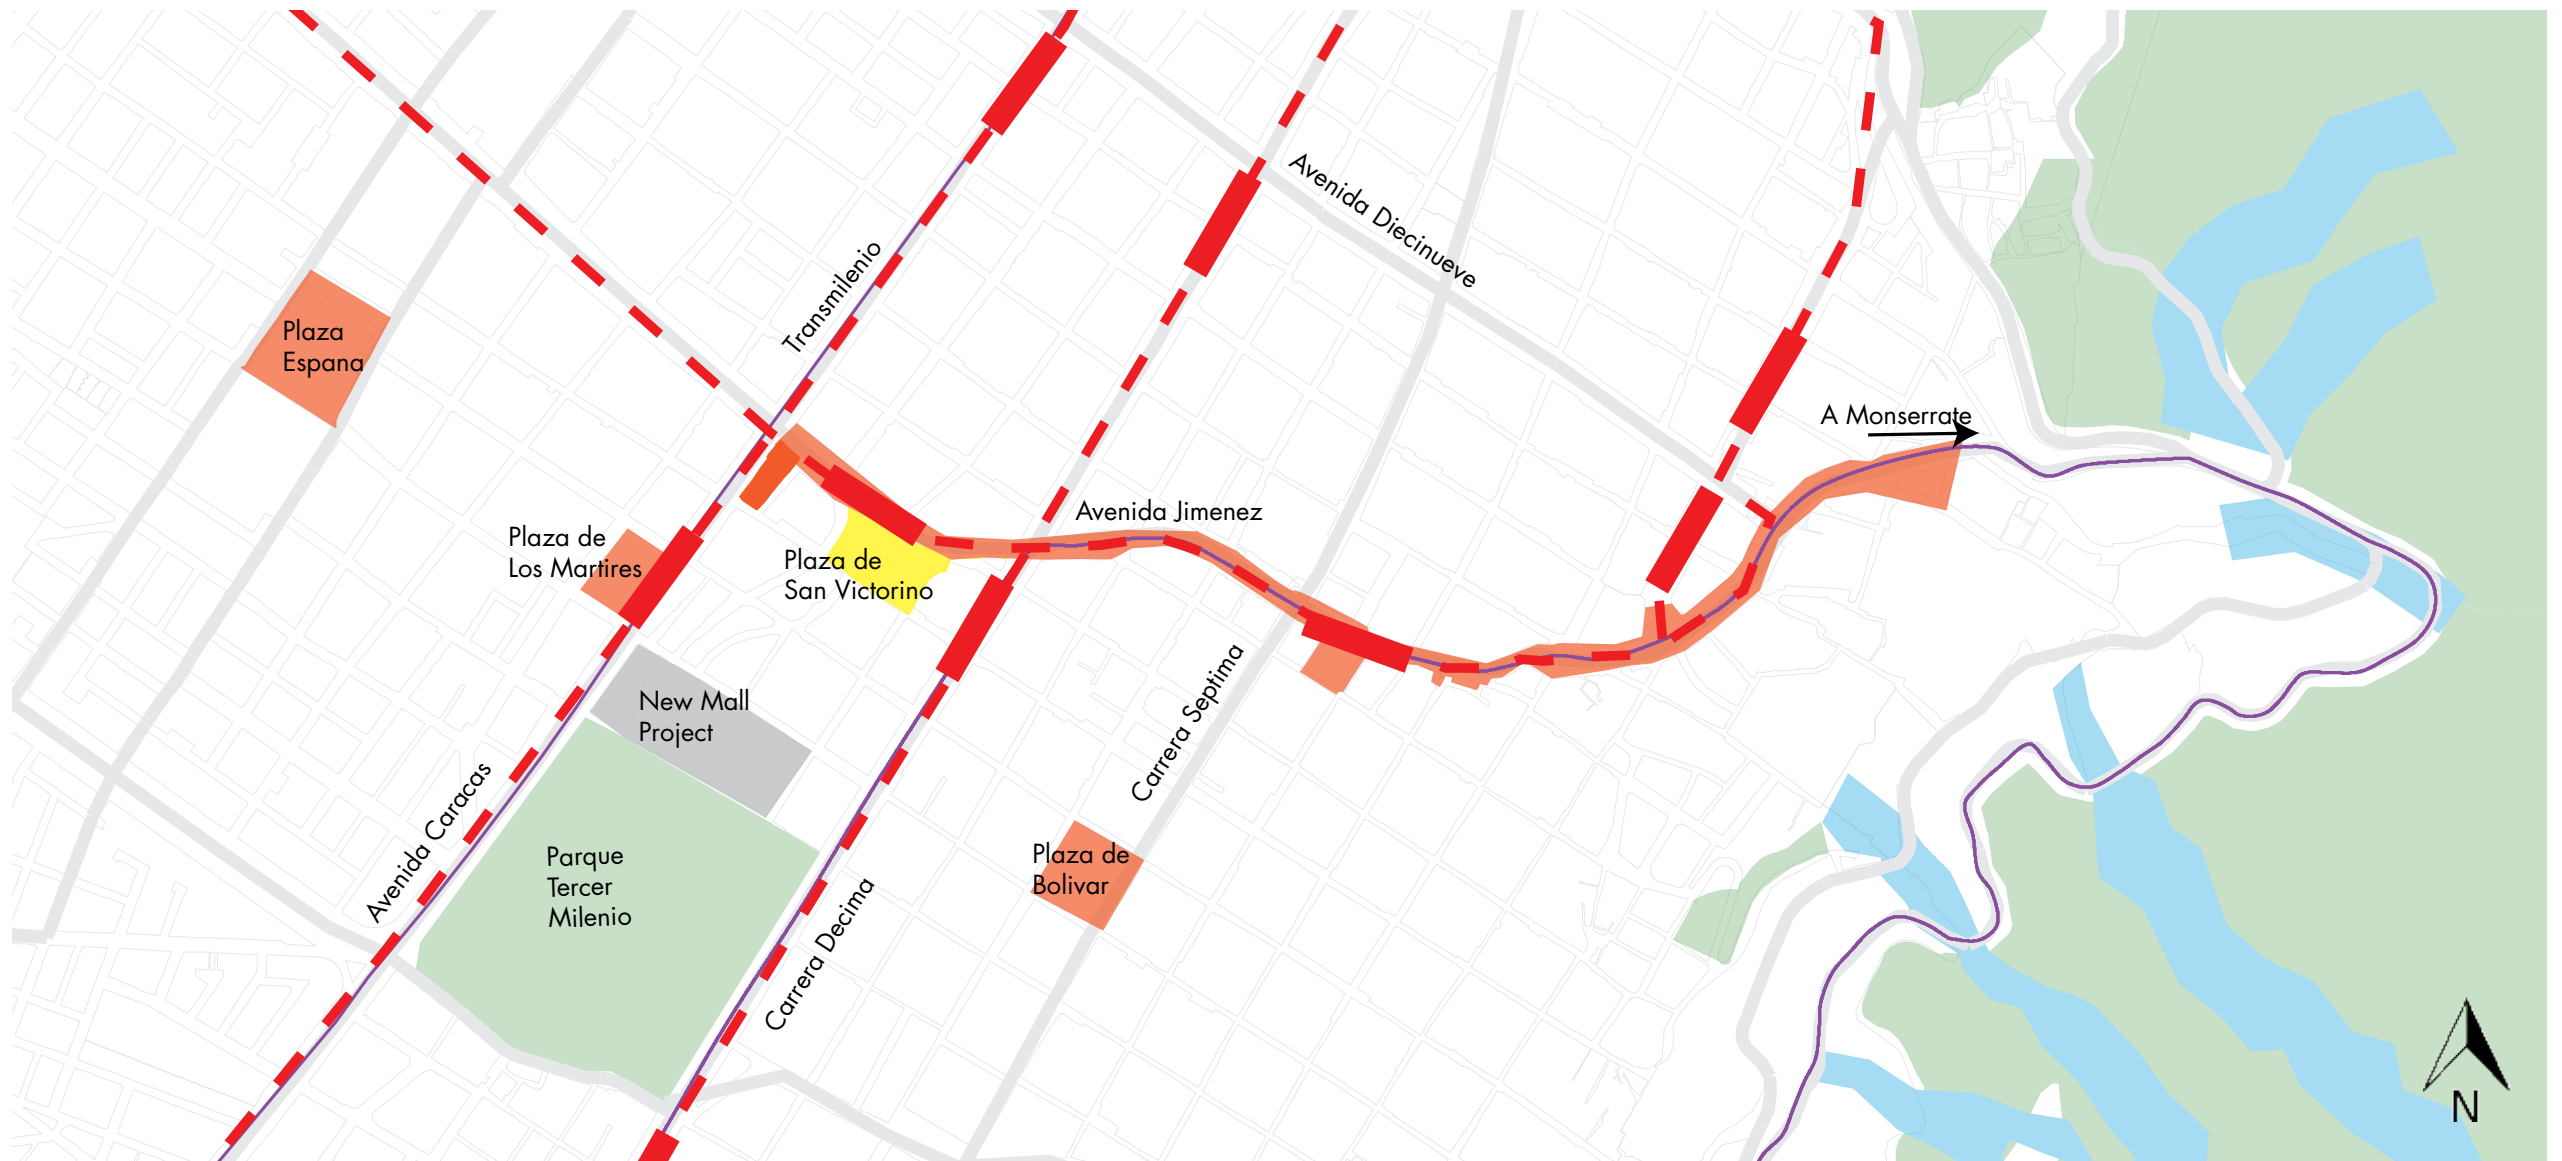 Avenida Diecinueve
Transmilenio
Plaza
Espana
A Monserrate
Avenida Jimenez
Plaza de
Los Martires
Plaza de
San Victorino
New Mall
Project
Carrera Septima
Avenida Caracas
Parque
Tercer
Milenio
Plaza de
Bolivar
Carrera Decima
N